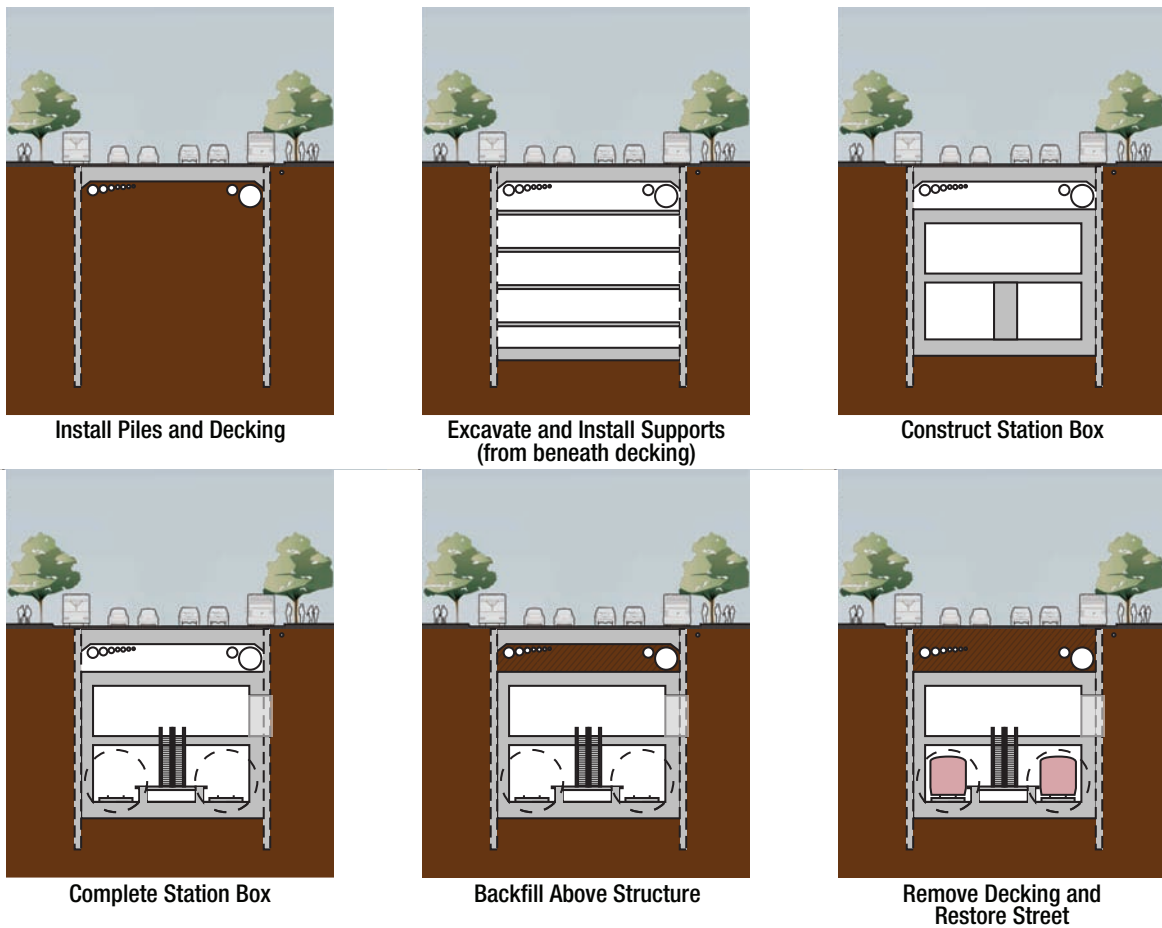 Install Piles and Decking
Excavate and Install Supports
(from beneath decking)
Construct Station Box
Complete Station Box
Backfill Above Structure
Remove Decking and
Restore Street